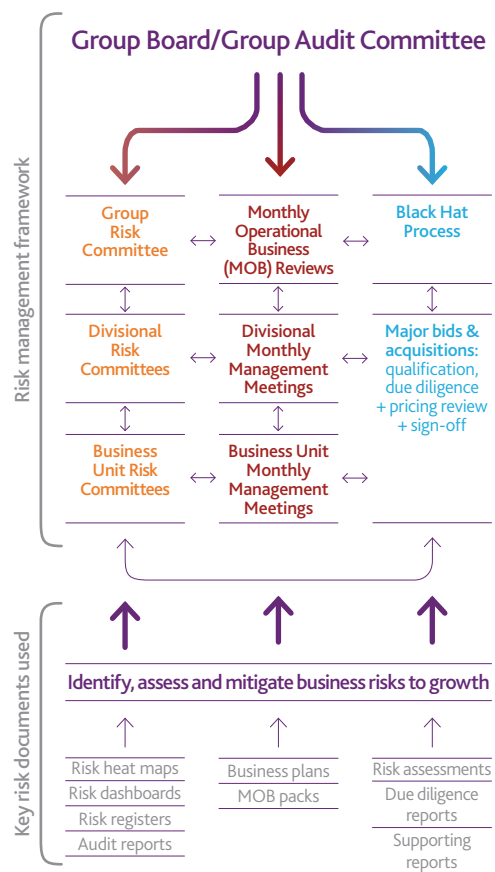 Group Board/Group Audit Committee
Risk management framework
Group
Risk
Committee
Monthly
Operational
Business
(MOB) Reviews
Black Hat
Process
Divisional
Risk
Committees
Divisional
Monthly
Management
Meetings
Major bids &
acquisitions:
qualification,
due diligence
+ pricing review
+ sign-off
Business
Unit Risk
Committees
Business Unit
Monthly
Management
Meetings
Key risk documents used
Identify, assess and mitigate business risks to growth
Risk heat maps
Risk dashboards
Risk registers
Audit reports
Business plans
MOB packs
Risk assessments
Due diligence
reports
Supporting
reports